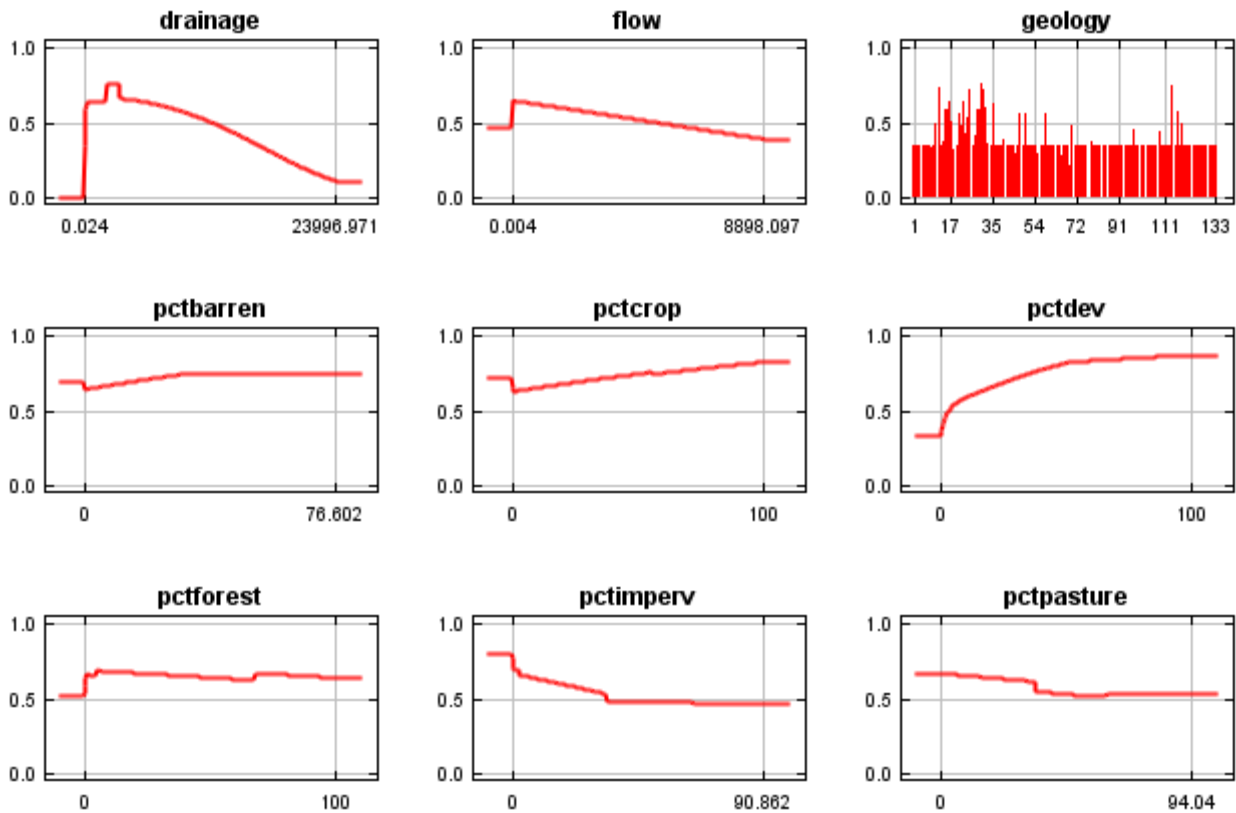 drainage flow geology
1.0 1.0 1.0
0.5 0.5 0.5
0.0 0.0 0.0
0.024 23996.971 0.004 8898.097 1 17 35 54 72 91 111 133
pctbarren pctcrop pctdev
1.0 1.0 1.0
0.5 0.5 0.5
0.0 0.0 0.0
0 76.602 0 100 0 100
pctforest pctimperv pctpasture
1.0 1.0 1.0
0.5 0.5 0.5
0.0 0.0 0.0
0 100 0 90.862 0 94.04